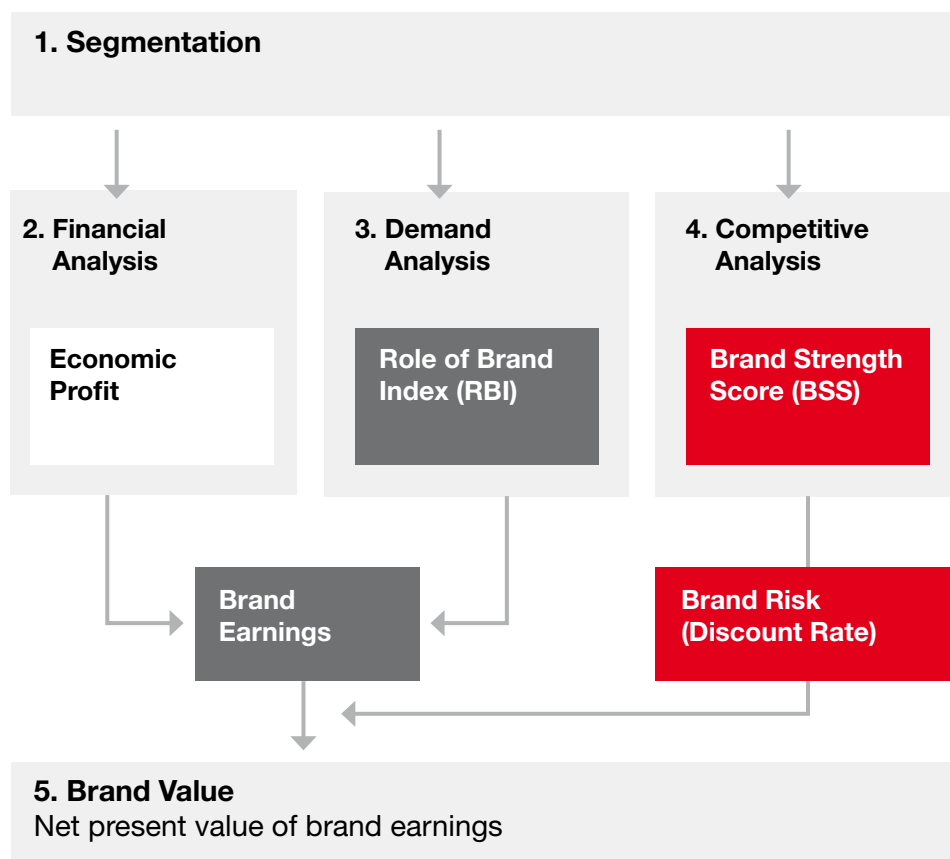 1. Segmentation
2. Financial
Analysis
3. Demand
Analysis
4. Competitive
Analysis
Economic
Profit
Role of Brand
Index (RBI)
Brand Strength
Score (BSS)
Brand
Earnings
Brand Risk
(Discount Rate)
5. Brand Value
Net present value of brand earnings